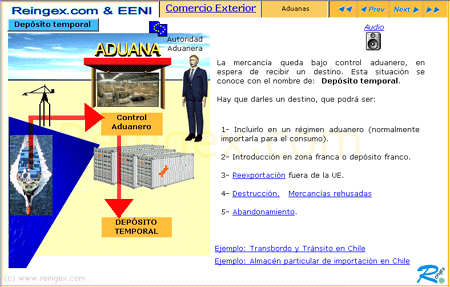 Reingex.com & EENI
Comercio Exterior
Aduanas
Prev
Next
Depósito temporal
Autoridad
Aduanera
ADUANA
Control
Aduanero
DEPÓSITO
TEMPORAL
Audio
La mercancía queda bajo control aduanero, en
espera de recibir un destino. Esta situación se
conoce con el nombre de: Depósito temporal.
Hay que darles un destino, que podrá ser:
1- Incluirlo en un régimen aduanero (normalmente
importarla para el consumo).
2- Introducción en zona franca o depósito franco.
3- Reexportación fuera de la UE.
4- Destrucción. Mercancías rehusadas
5- Abandonamiento.
Ejemplo: Transbordo y Tránsito en Chile
Ejemplo: Almacén particular de importación en Chile
(c) www.reingex.com